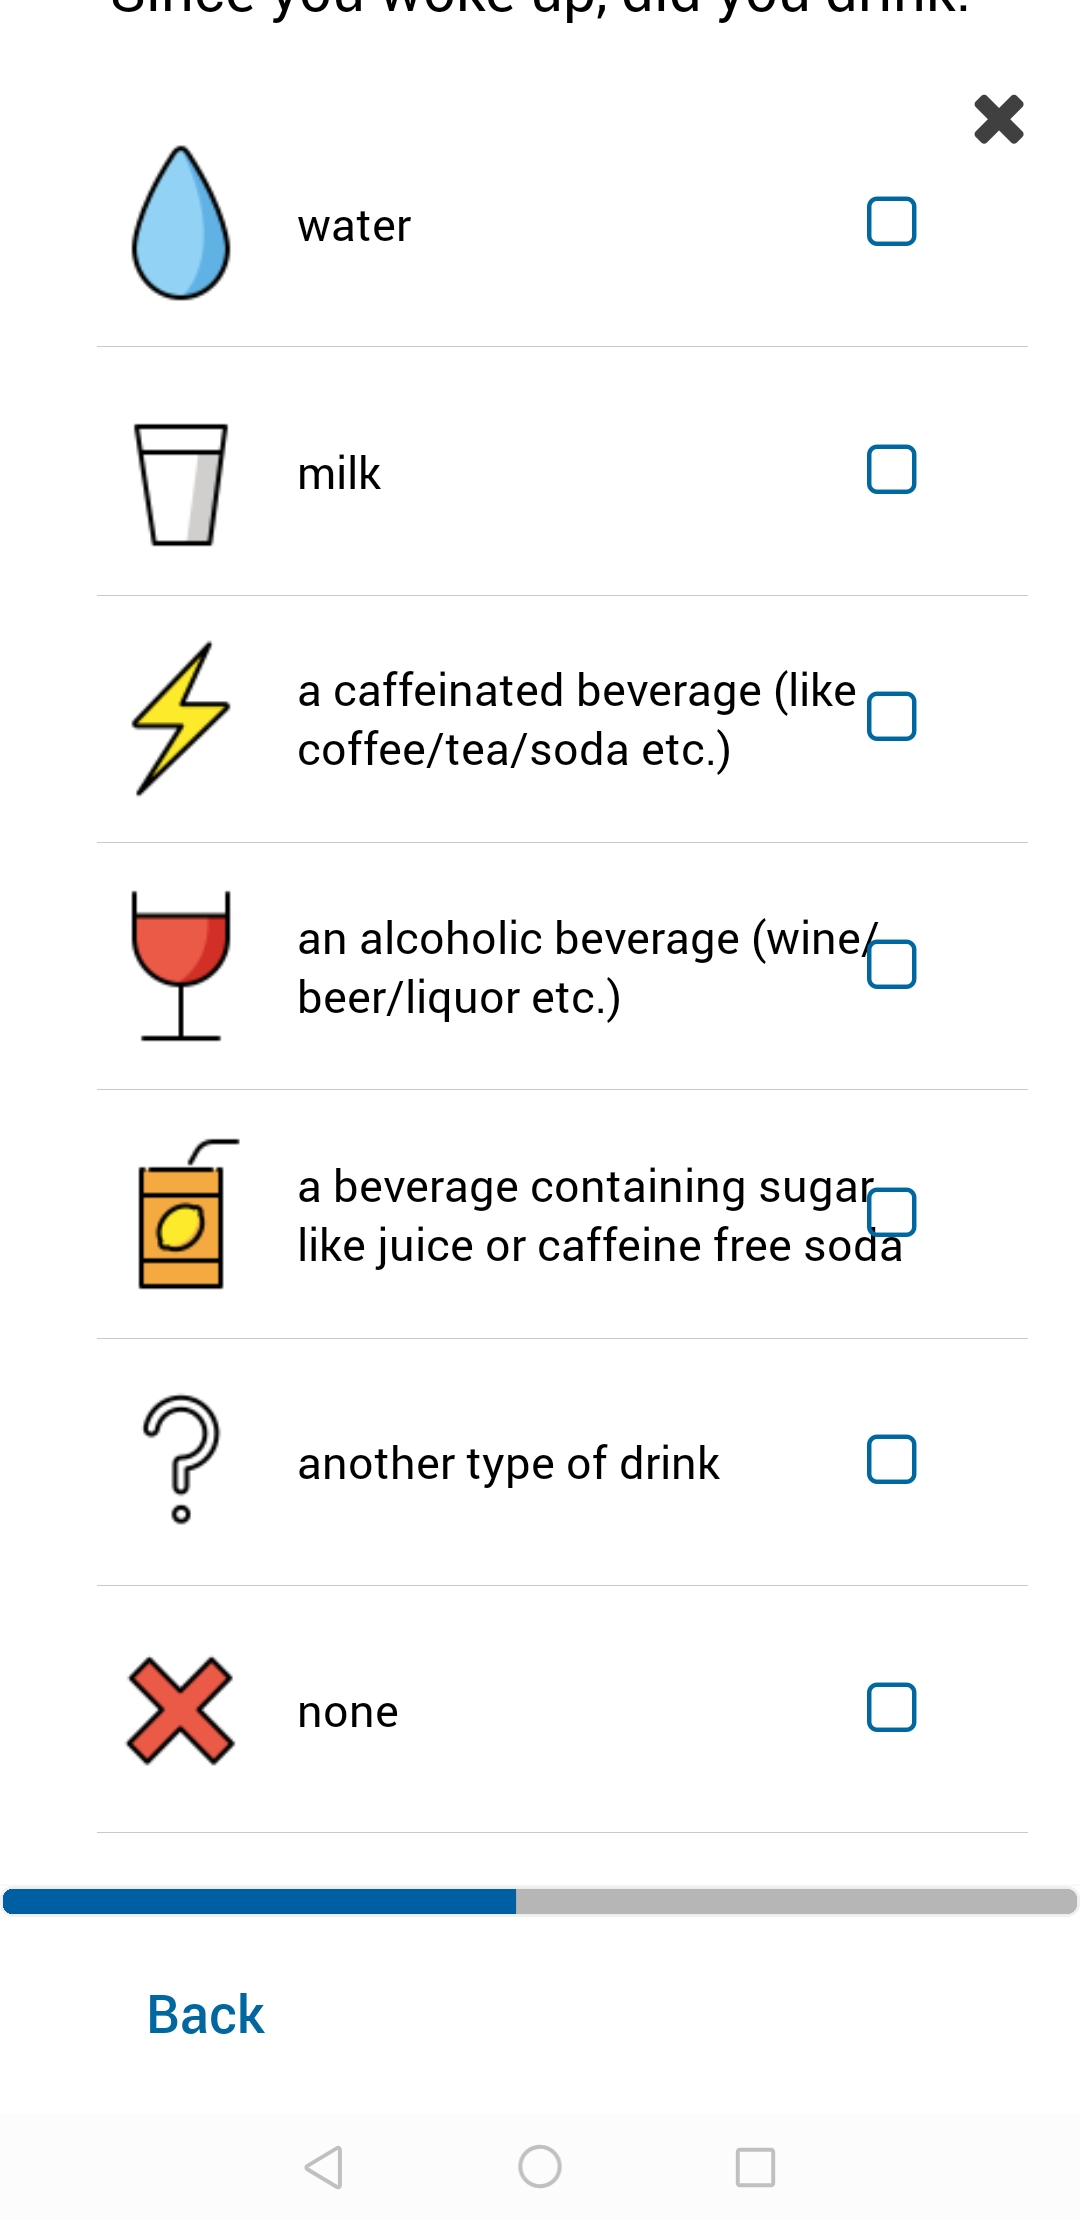 Since you woke up, did you drink:
water
milk
a caffeinated beverage (like
coffee/tea/soda etc.)
an alcoholic beverage (wine/
beer/liquor etc.)
a beverage containing sugar
like juice or caffeine free soda
another type of drink
none
Back